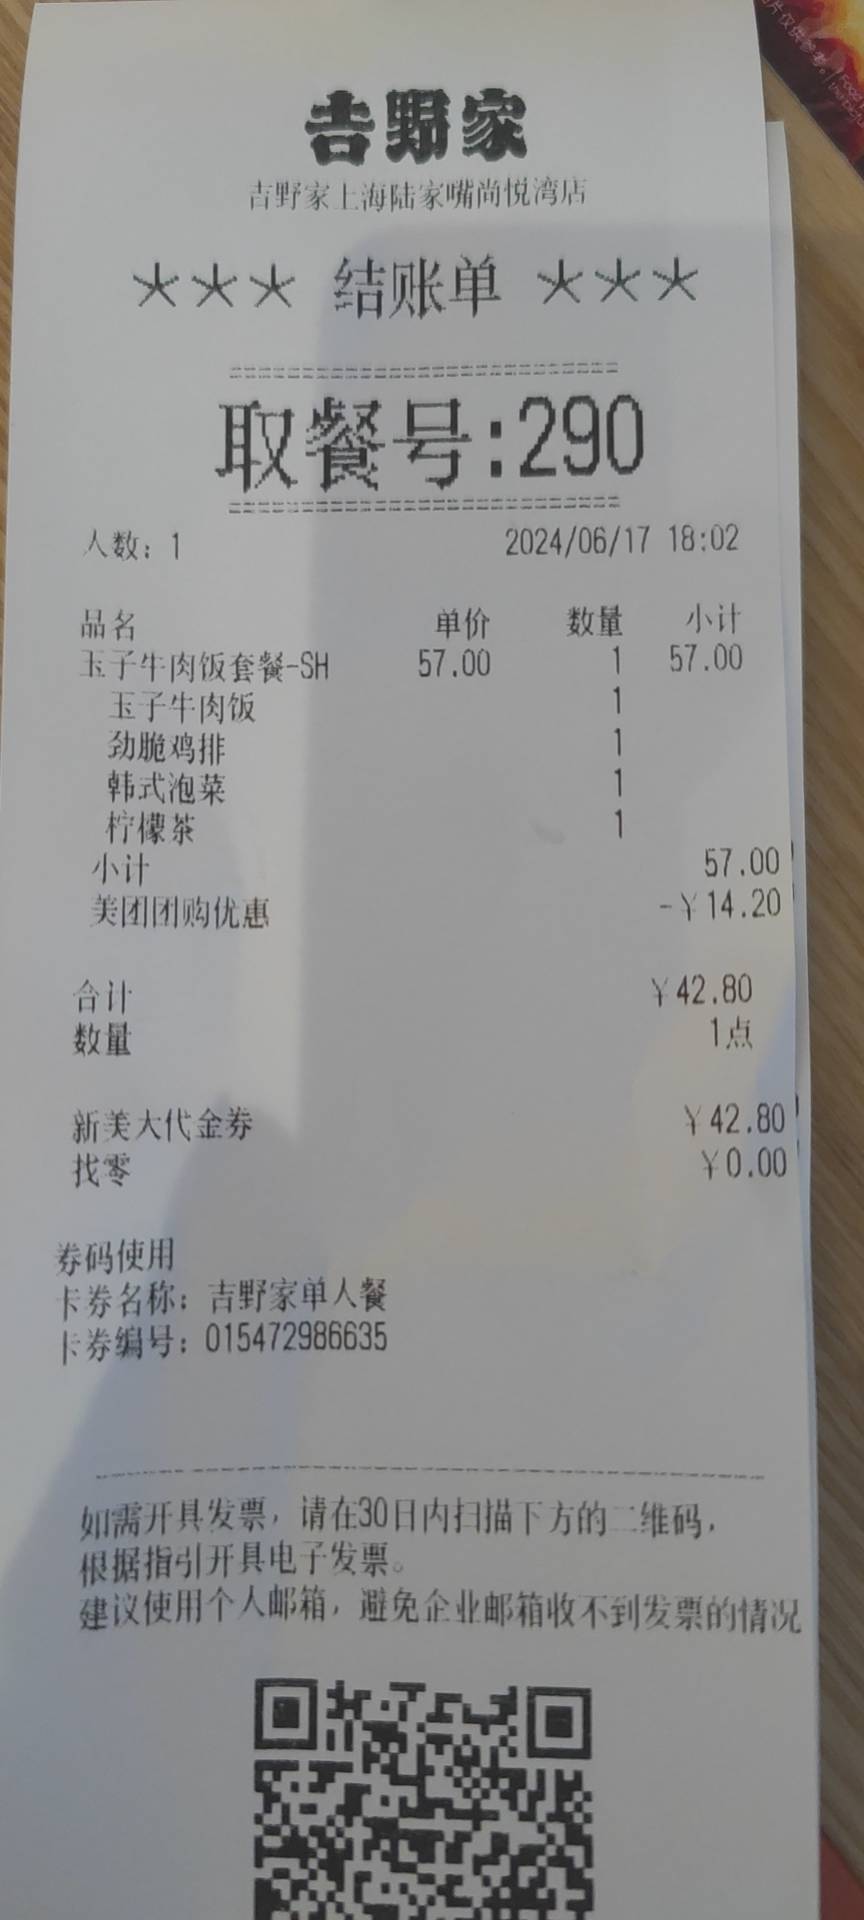 吉野家
吉野家上海陆家嘴尚悦湾店
*** 结账单 ***
取餐号:290
人数: 1 2024/06/17 18:02
品名 单价 数量 小计
玉子牛肉饭套餐-SH 57.00 1 57.00
玉子牛肉饭 1
劲脆鸡排 1
韩式泡菜 1
柠檬茶 1
小计 57.00
美团团购优惠 -¥14.20
合计 ¥42.80
数量 1点
新美大代金券 ¥42.80
找零 ¥0.00
券码使用
卡券名称: 吉野家单人餐
卡券编号: 015472986635
如需开具发票，请在30日内扫描下方的二维码，
根据指引开具电子发票。
建议使用个人邮箱，避免企业邮箱收不到发票的情况